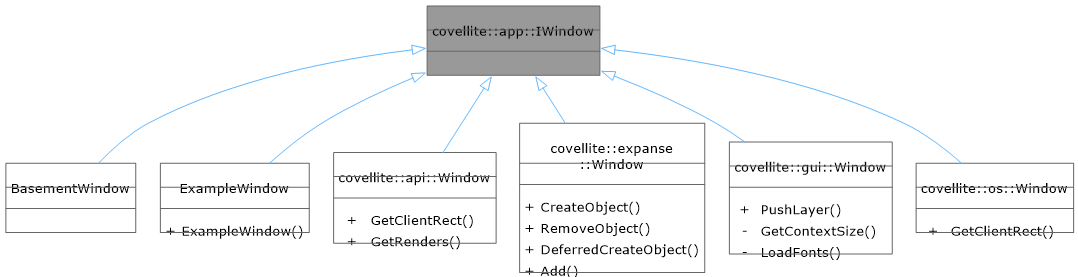 covellite::app::IWindow
BasementWindow
ExampleWindow
+ ExampleWindow()
covellite::api::Window
+ GetClientRect()
+ GetRenders()
covellite::expanse
::Window
+ CreateObject()
+ RemoveObject()
+ DeferredCreateObject()
+ Add()
covellite::gui::Window
+ PushLayer()
- GetContextSize()
- LoadFonts()
covellite::os::Window
+ GetClientRect()